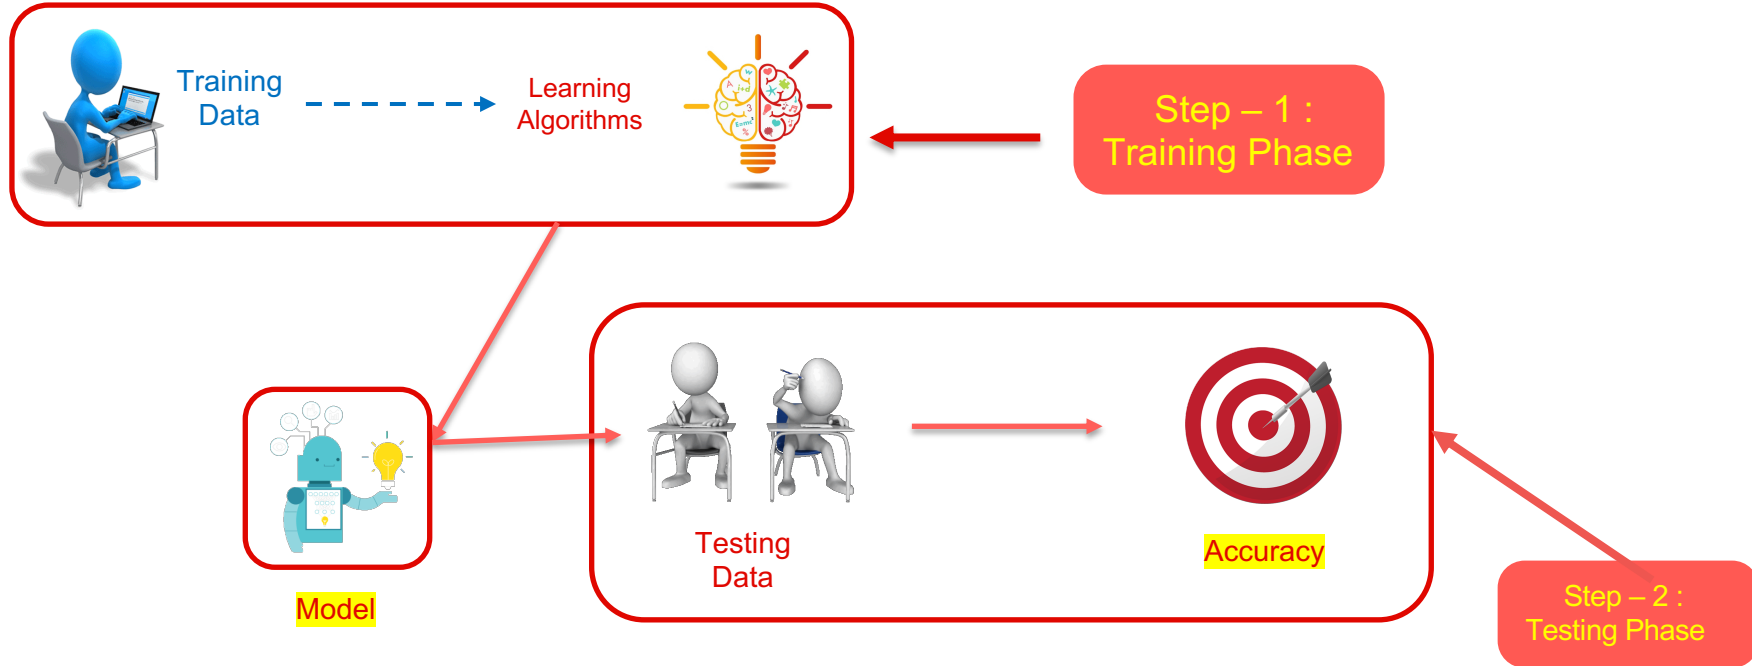 Training
Data
Learning
Algorithms
Step – 1 :
Training Phase
Testing
Data
Accuracy
Model
Step – 2 :
Testing Phase